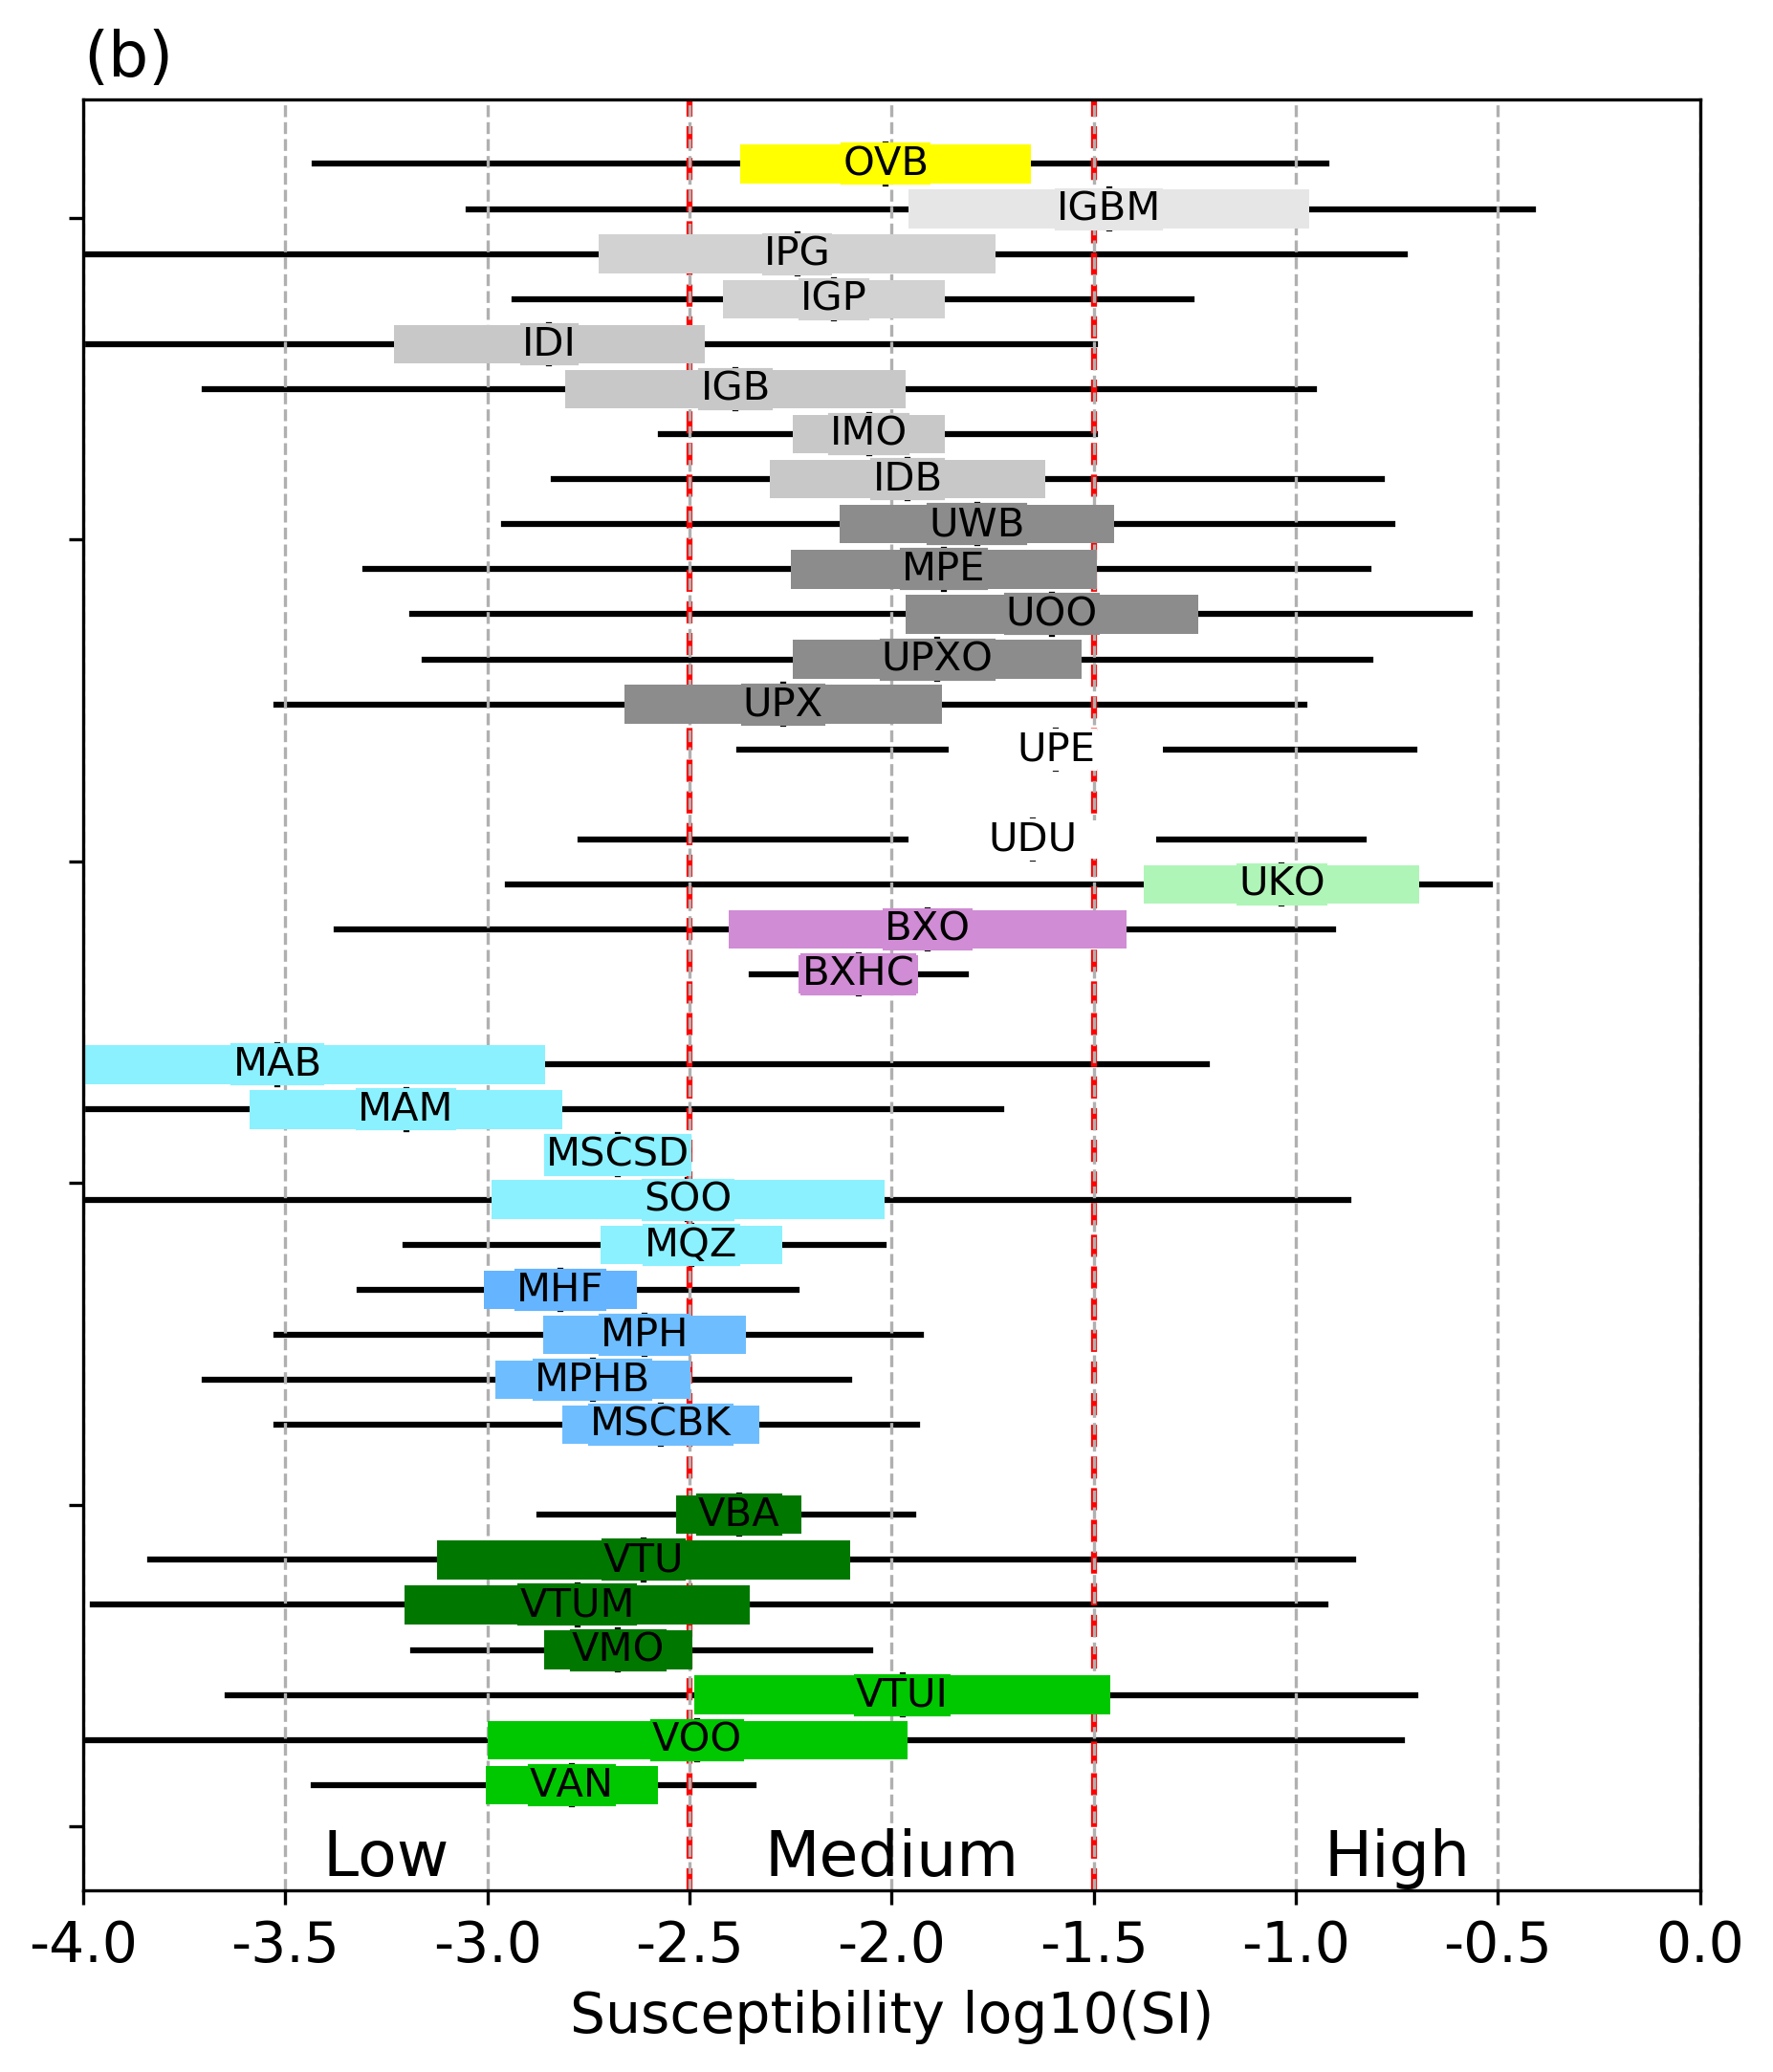 (b)
OVB
IGBM
IPG
IGP
IDI
IGB
IMO
IDB
UWB
MPE
UOO
UPXO
UPX
UPE
UDU
UKO
BXO
BXHC
MAB
MAM
MSCSD
SOO
MQZ
MHF
MPH
MPHB
MSCBK
VBA
VTU
VTUM
VMO
VTUI
VOO
VAN
Low Medium High
-4.0 -3.5 -3.0 -2.5 -2.0 -1.5 -1.0 -0.5 0.0
Susceptibility log10(SI)